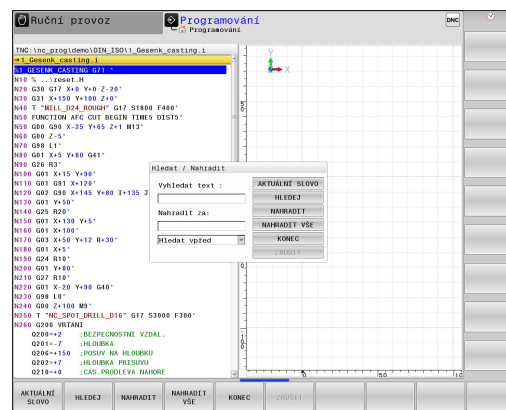 Ruční provoz
Programování
Programování
DNC
TNC:\nc_prog\demo\DIN_ISO\1_Gesenk_casting.i
→1_Gesenk_casting.i
%1_GESENK_CASTING G71 *
N10 % ..\reset.H
N20 G30 G17 X+0 Y+0 Z-20*
N30 G31 X+150 Y+100 Z+0*
N40 T "MILL_D24_ROUGH" G17 S1800 F400*
N50 FUNCTION AFC CUT BEGIN TIME5 DIST5*
N60 G00 G90 X-25 Y+65 Z+1 M13*
N60 G00 Z-5*
N70 G98 L1*
N80 G01 X+5 Y+80 G41*
N90 G26 R3*
N100 G01 X+15 Y+90*
N110 G01 G91 X+120*
N120 G02 G90 X+145 Y+80 I+135 J
N130 G01 Y+50*
N140 G25 R20*
N150 G01 X+130 Y+5*
N160 G01 X+100*
N170 G03 X+50 Y+12 R+30*
N180 G01 X+5*
N190 G24 R10*
N200 G01 Y+80*
N210 G27 R10*
N220 G01 X-20 Y+90 G40*
N230 G98 L0*
N240 G00 Z+100 M9*
N250 T "NC_SPOT_DRILL_D16" G17 S3000 F300*
N260 G200 VRTANI
Q200=+2 ;BEZPECNOSTNI VZDAL.
Q201=-7 ;HLOUBKA
Q206=+150 ;POSUV NA HLOUBKU
Q202=+7 ;HLOUBKA PRISUVU
Q210=+0 ;CAS.PRODLEVA NAHORE
Y
X
Hledat / Nahradit
Vyhledat text :
Nahradit za:
Hledat vpřed
AKTUÁLNÍ SLOVO
HLEDEJ
NAHRADIT
NAHRADIT VŠE
KONEC
ZRUŠIT
0
50
10
AKTUÁLNÍ SLOVO
HLEDEJ
NAHRADIT
NAHRADIT VŠE
KONEC
ZRUŠIT